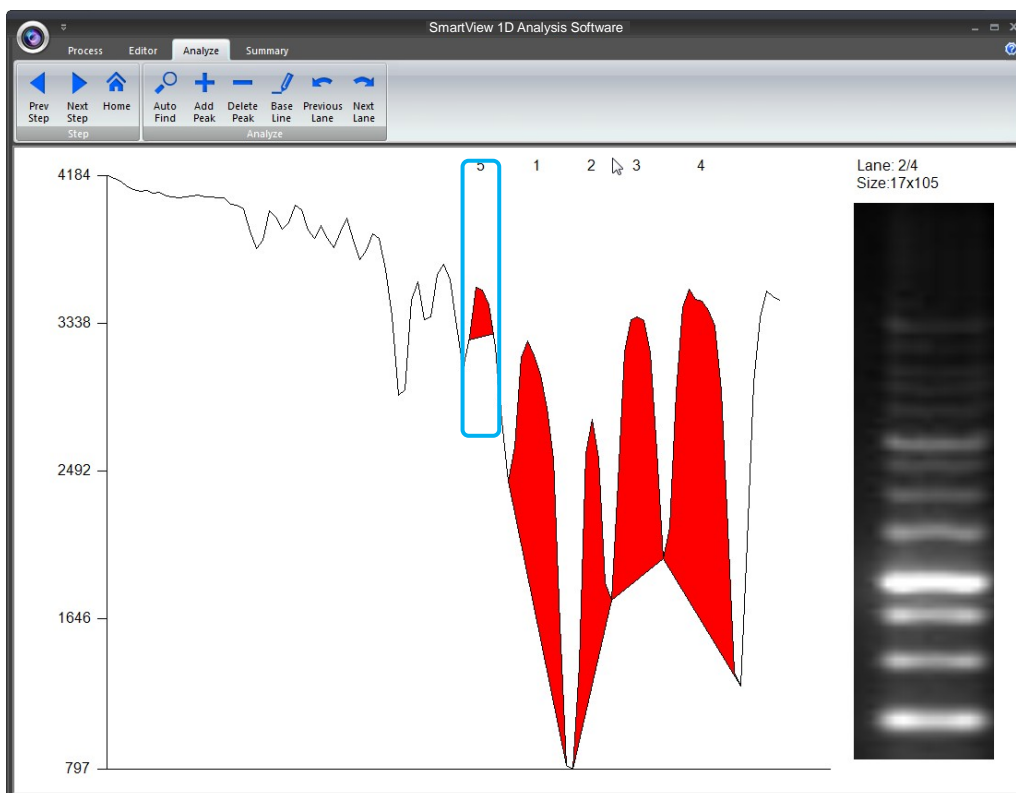 SmartView 1D Analysis Software
Process Editor Analyze Summary
Prev Step
Next Step
Home
Auto Find
Add Peak
Delete Peak
Base Line
Previous Lane
Next Lane
Step
Analyze
5 1 2 3 4
Lane: 2/4
Size:17x105
4184
3338
2492
1646
797